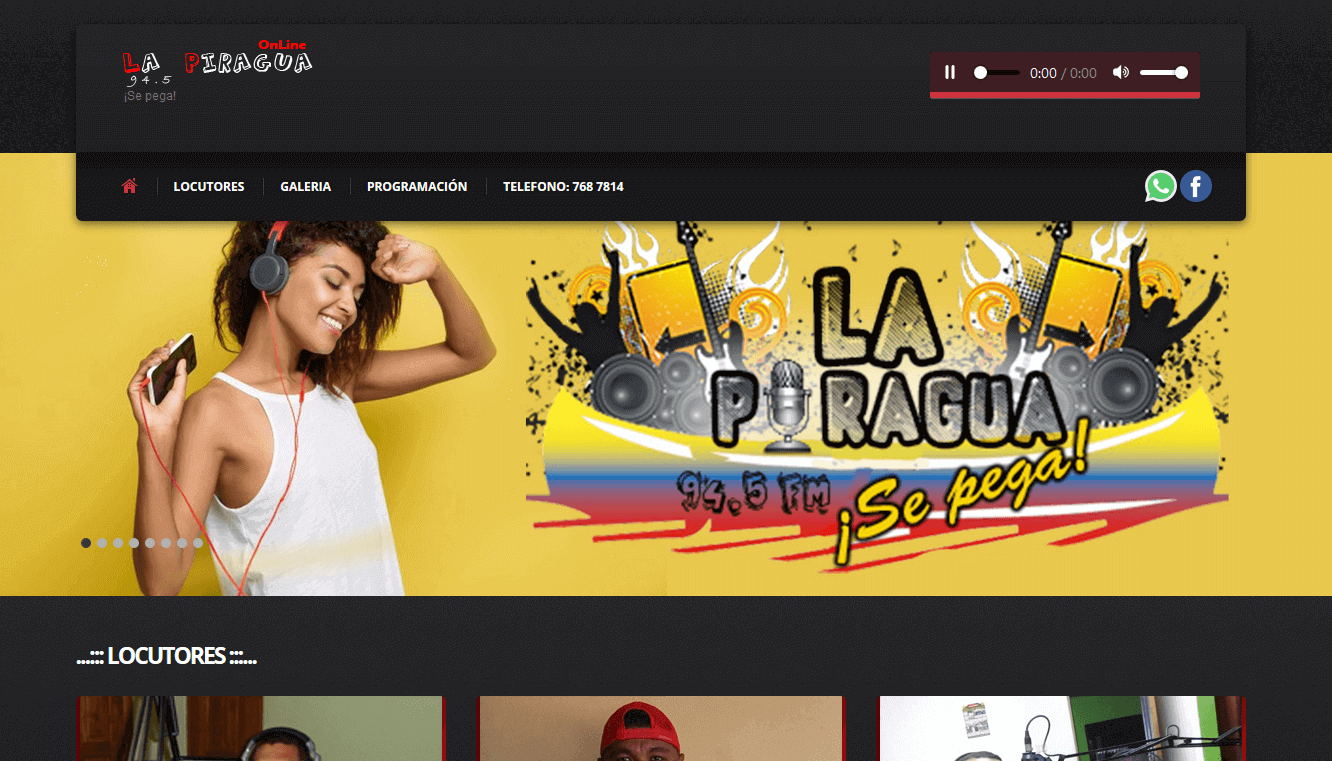 OnLine
LA PIRAGUA
94.5
¡Se pega!
0:00 / 0:00
LOCUTORES
GALERIA
PROGRAMACIÓN
TELEFONO: 768 7814
LA
PIRAGUA
94.5 FM
¡Se pega!
...::: LOCUTORES :::...